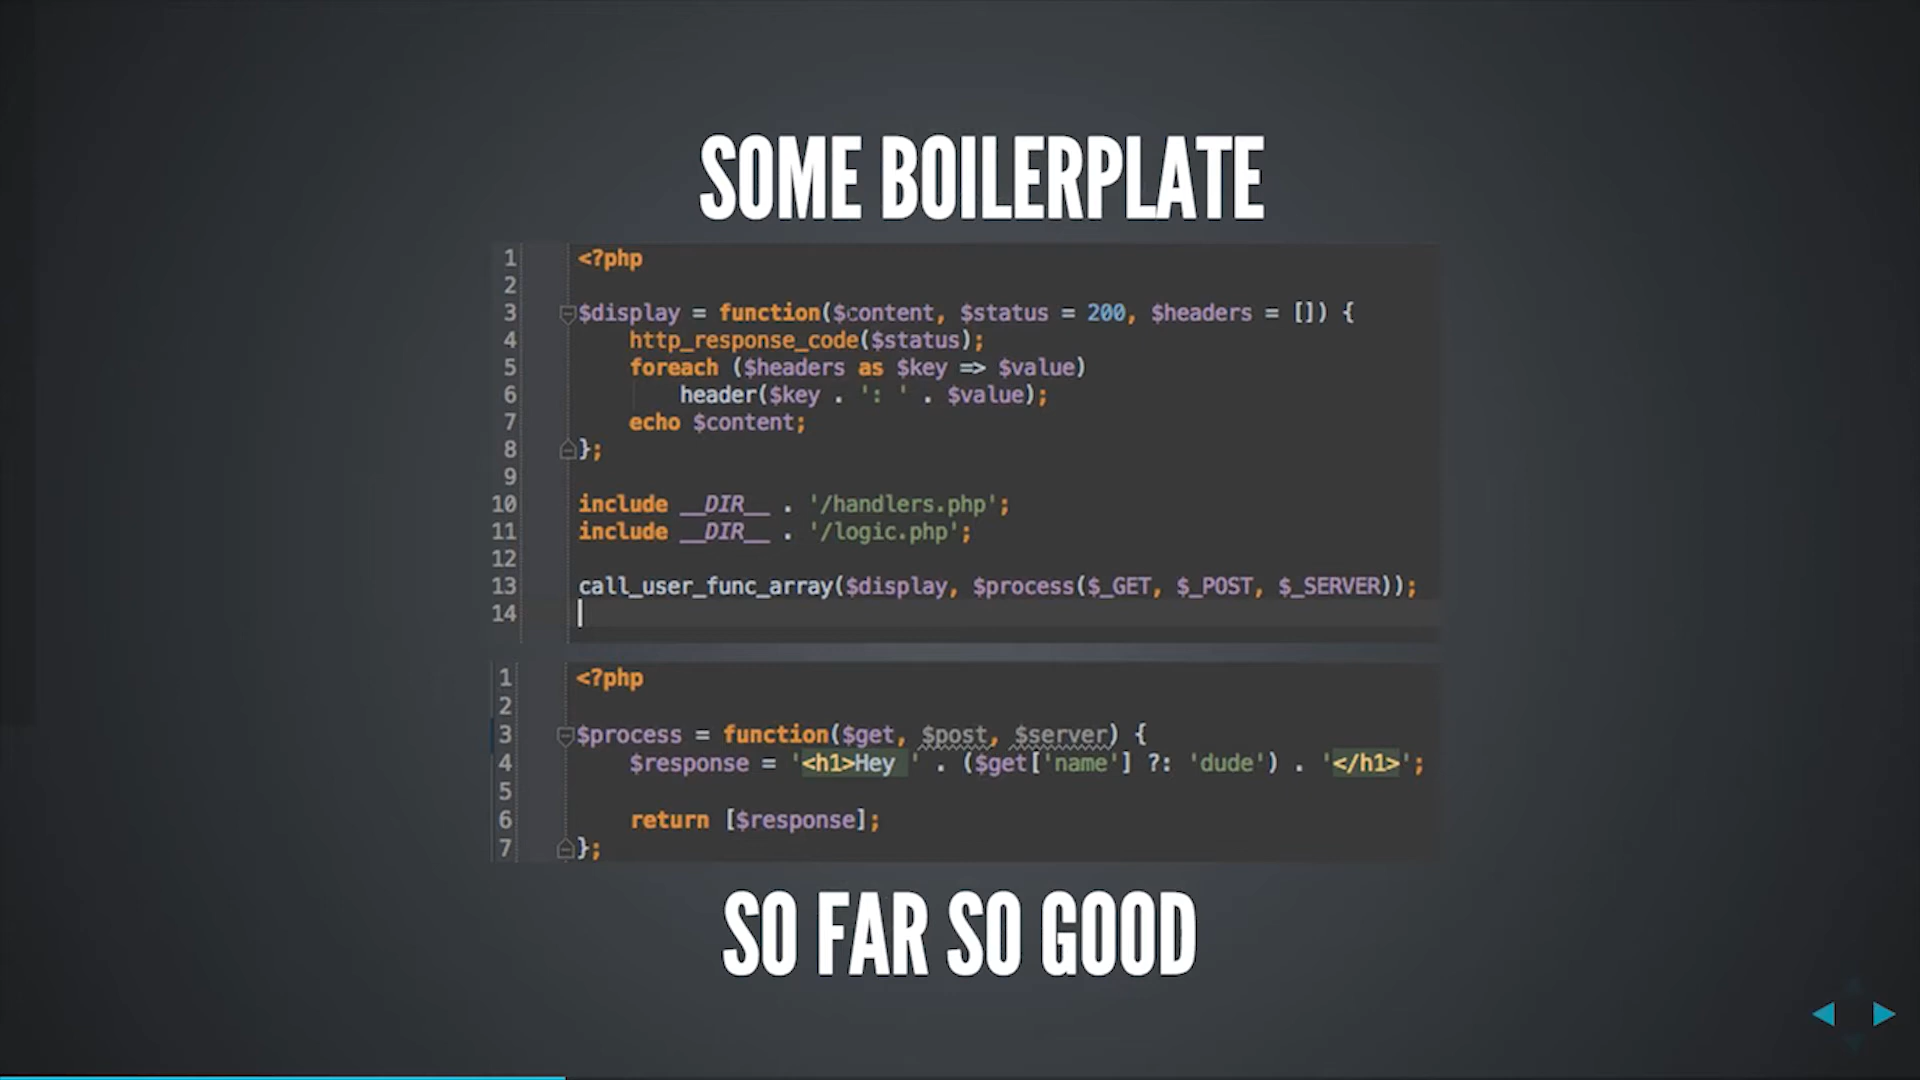 SOME BOILERPLATE
1 <?php
2
3 $display = function($content, $status = 200, $headers = []) {
4 http_response_code($status);
5 foreach ($headers as $key => $value)
6 header($key . ': ' . $value);
7 echo $content;
8 };
9
10 include __DIR__ . '/handlers.php';
11 include __DIR__ . '/logic.php';
12
13 call_user_func_array($display, $process($_GET, $_POST, $_SERVER));
14
1 <?php
2
3 $process = function($get, $post, $server) {
4 $response = '<h1>Hey ' . ($get['name'] ?: 'dude') . '</h1>';
5
6 return [$response];
7 };
SO FAR SO GOOD